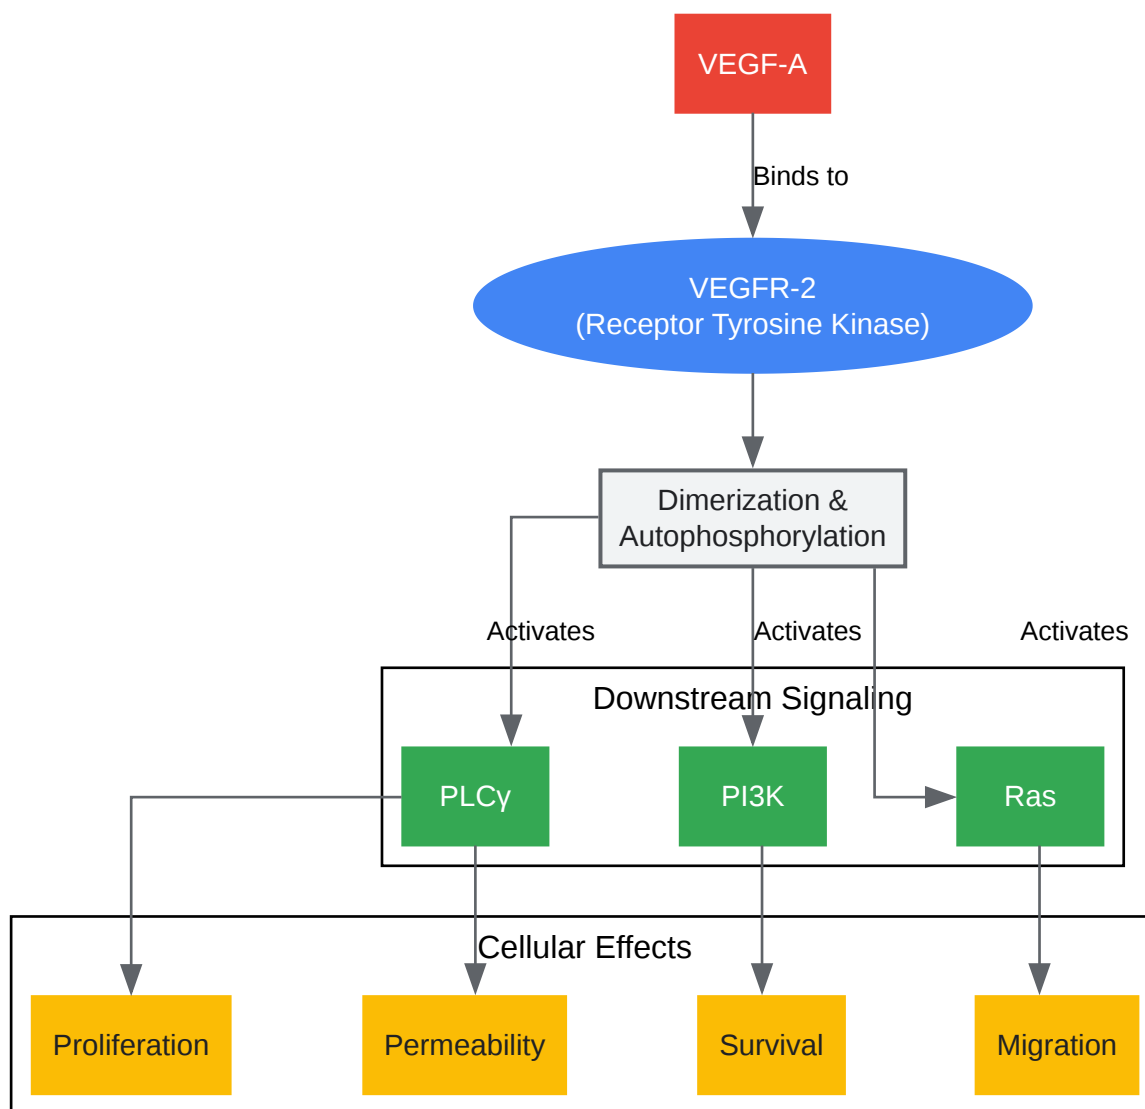 VEGF-A
Binds to
VEGFR-2
(Receptor Tyrosine Kinase)
Dimerization &
Autophosphorylation
Activates
Activates
Activates
Downstream Signaling
PLCγ
PI3K
Ras
Cellular Effects
Proliferation
Permeability
Survival
Migration